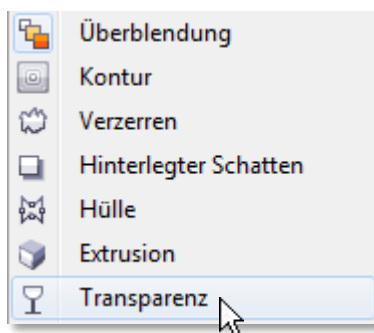 Überblendung
Kontur
Verzerren
Hinterlegter Schatten
Hülle
Extrusion
Transparenz